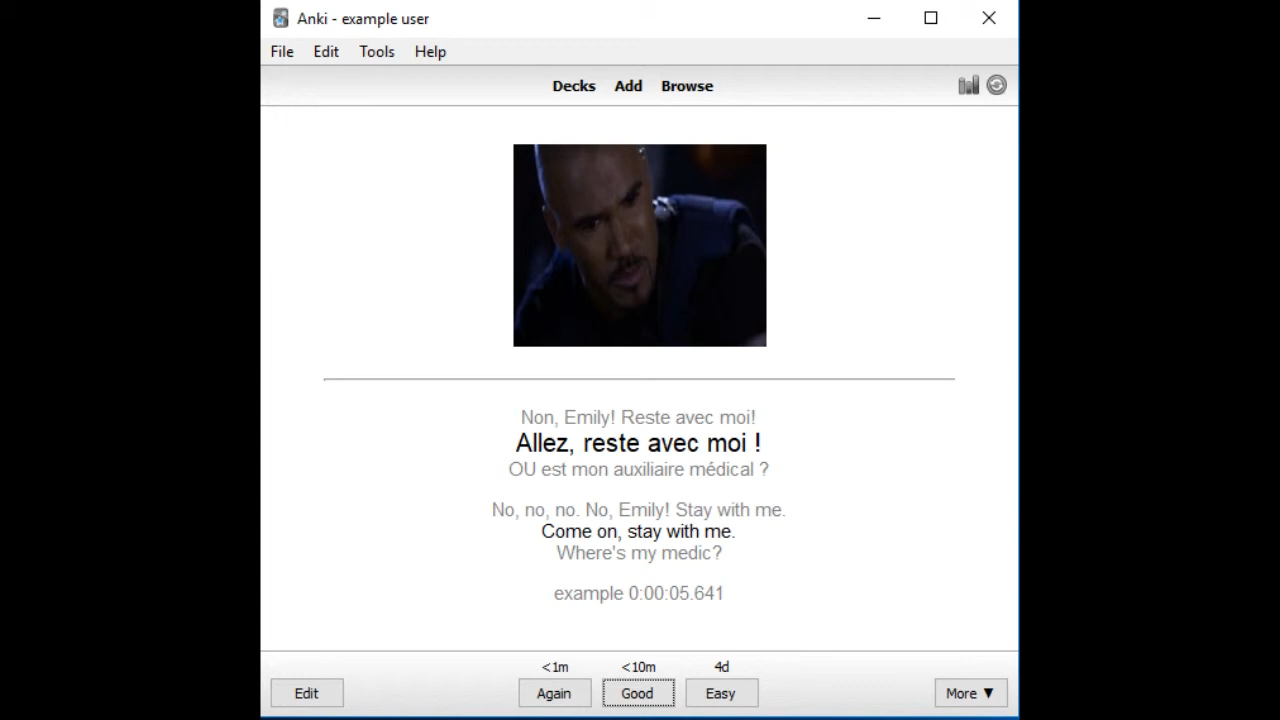 Anki - example user
File Edit Tools Help
Decks Add Browse
Non, Emily! Reste avec moi!
Allez, reste avec moi !
OU est mon auxiliaire médical ?
No, no, no. No, Emily! Stay with me.
Come on, stay with me.
Where's my medic?
example 0:00:05.641
<1m <10m 4d
Edit Again Good Easy More ▼